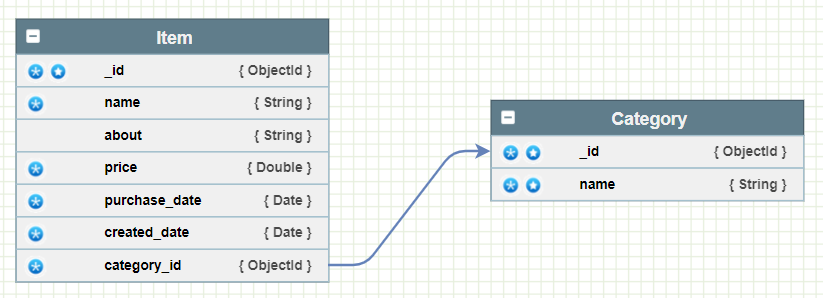 Item
_id { ObjectId }
name { String }
about { String }
price { Double }
purchase_date { Date }
created_date { Date }
category_id { ObjectId }
Category
_id { ObjectId }
name { String }